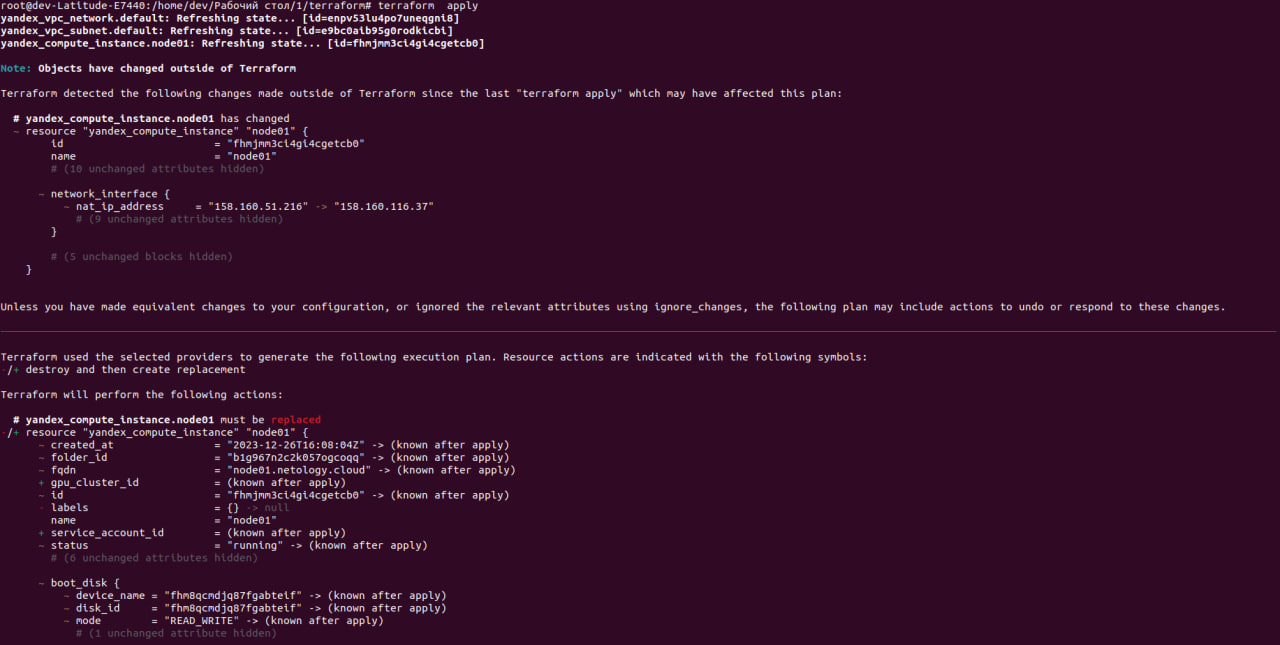 root@dev-Latitude-E7440:/home/dev/Рабочий стол/1/terraform# terraform  apply
yandex_vpc_network.default: Refreshing state... [id=enpv53lu4po7uneqgni8]
yandex_vpc_subnet.default: Refreshing state... [id=e9bc0aib95g0rodkicbi]
yandex_compute_instance.node01: Refreshing state... [id=fhmjmm3ci4gi4cgetcb0]
Note: Objects have changed outside of Terraform
Terraform detected the following changes made outside of Terraform since the last "terraform apply" which may have affected this plan:
  # yandex_compute_instance.node01 has changed
  ~ resource "yandex_compute_instance" "node01" {
        id                        = "fhmjmm3ci4gi4cgetcb0"
        name                      = "node01"
        # (10 unchanged attributes hidden)
      ~ network_interface {
          ~ nat_ip_address     = "158.160.51.216" -> "158.160.116.37"
            # (9 unchanged attributes hidden)
        }
        # (5 unchanged blocks hidden)
    }
Unless you have made equivalent changes to your configuration, or ignored the relevant attributes using ignore_changes, the following plan may include actions to undo or respond to these changes.
Terraform used the selected providers to generate the following execution plan. Resource actions are indicated with the following symbols:
-/+ destroy and then create replacement
Terraform will perform the following actions:
  # yandex_compute_instance.node01 must be replaced
-/+ resource "yandex_compute_instance" "node01" {
      ~ created_at                = "2023-12-26T16:08:04Z" -> (known after apply)
      ~ folder_id                 = "b1g967n2c2k057ogcoqq" -> (known after apply)
      ~ fqdn                      = "node01.netology.cloud" -> (known after apply)
      + gpu_cluster_id            = (known after apply)
      ~ id                        = "fhmjmm3ci4gi4cgetcb0" -> (known after apply)
      - labels                    = {} -> null
        name                      = "node01"
      + service_account_id        = (known after apply)
      ~ status                    = "running" -> (known after apply)
        # (6 unchanged attributes hidden)
      ~ boot_disk {
          ~ device_name = "fhm8qcmdjq87fgabteif" -> (known after apply)
          ~ disk_id     = "fhm8qcmdjq87fgabteif" -> (known after apply)
          ~ mode        = "READ_WRITE" -> (known after apply)
            # (1 unchanged attribute hidden)